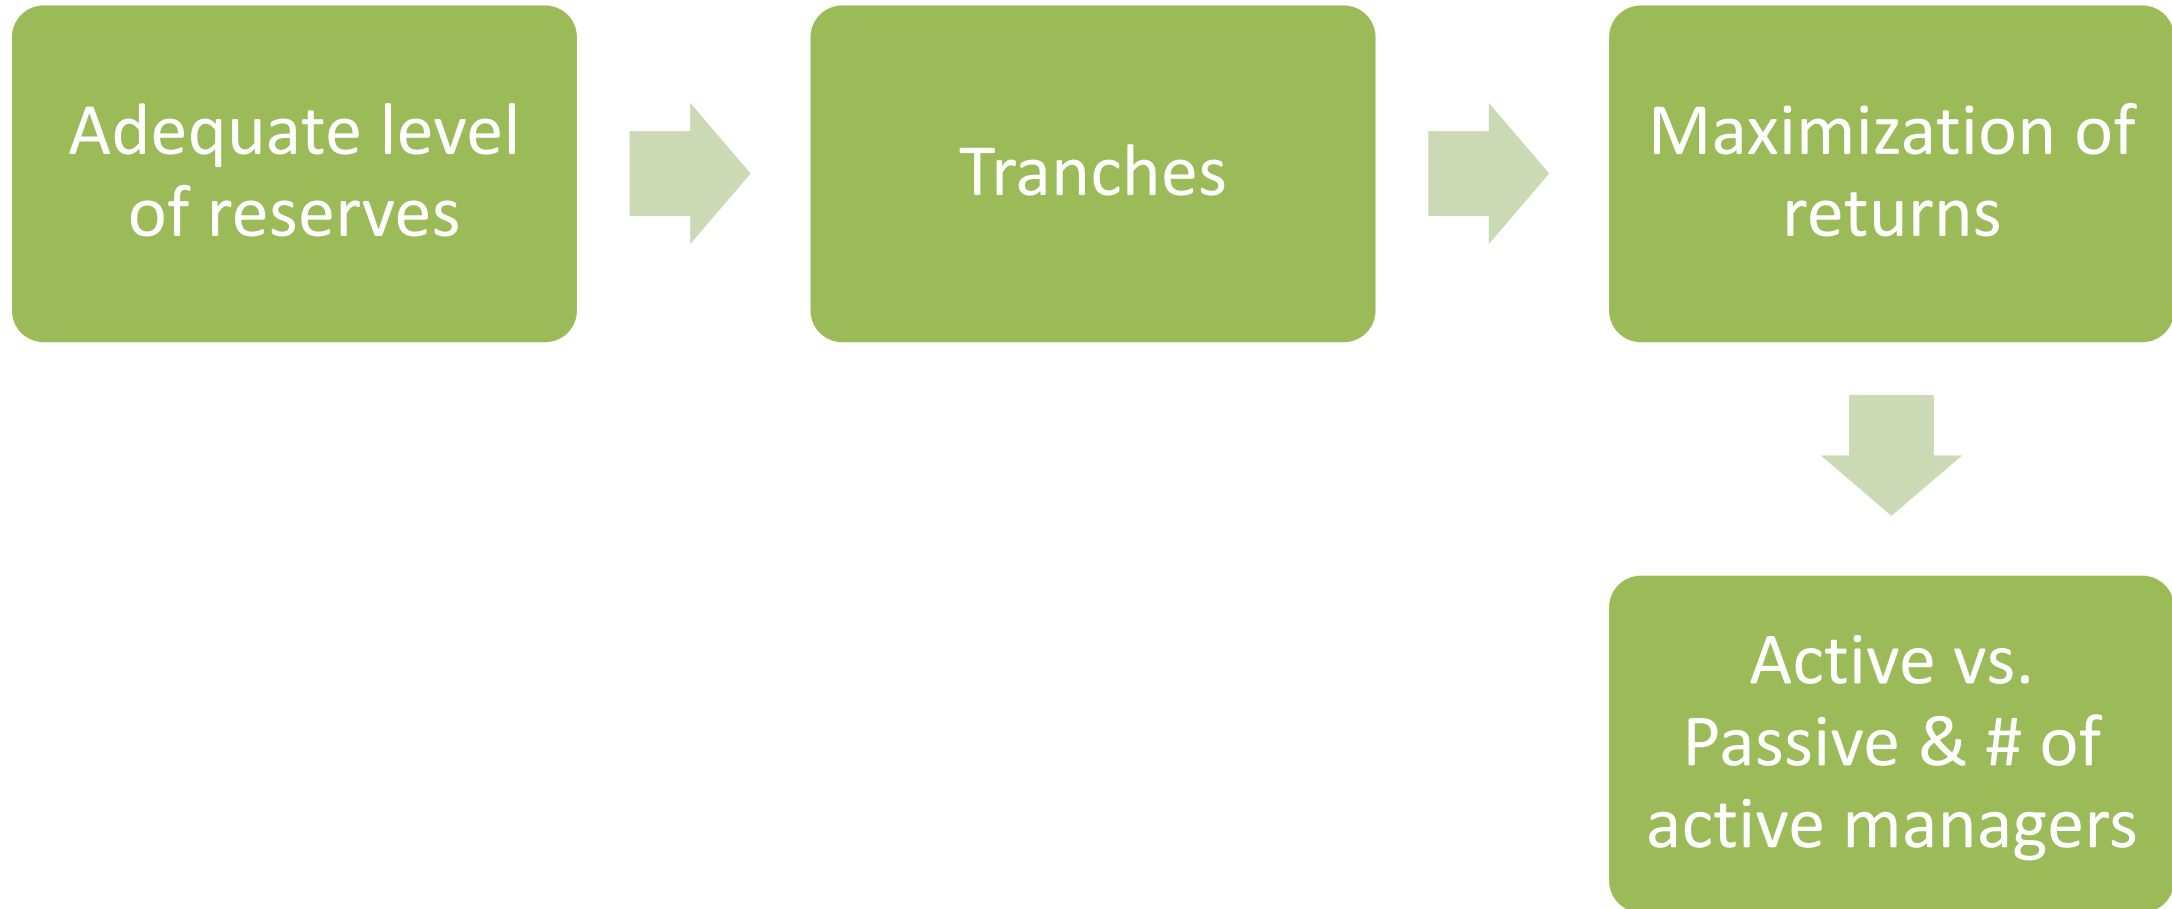 Adequate level
of reserves
Tranches
Maximization of
returns
Active vs.
Passive & # of
active managers